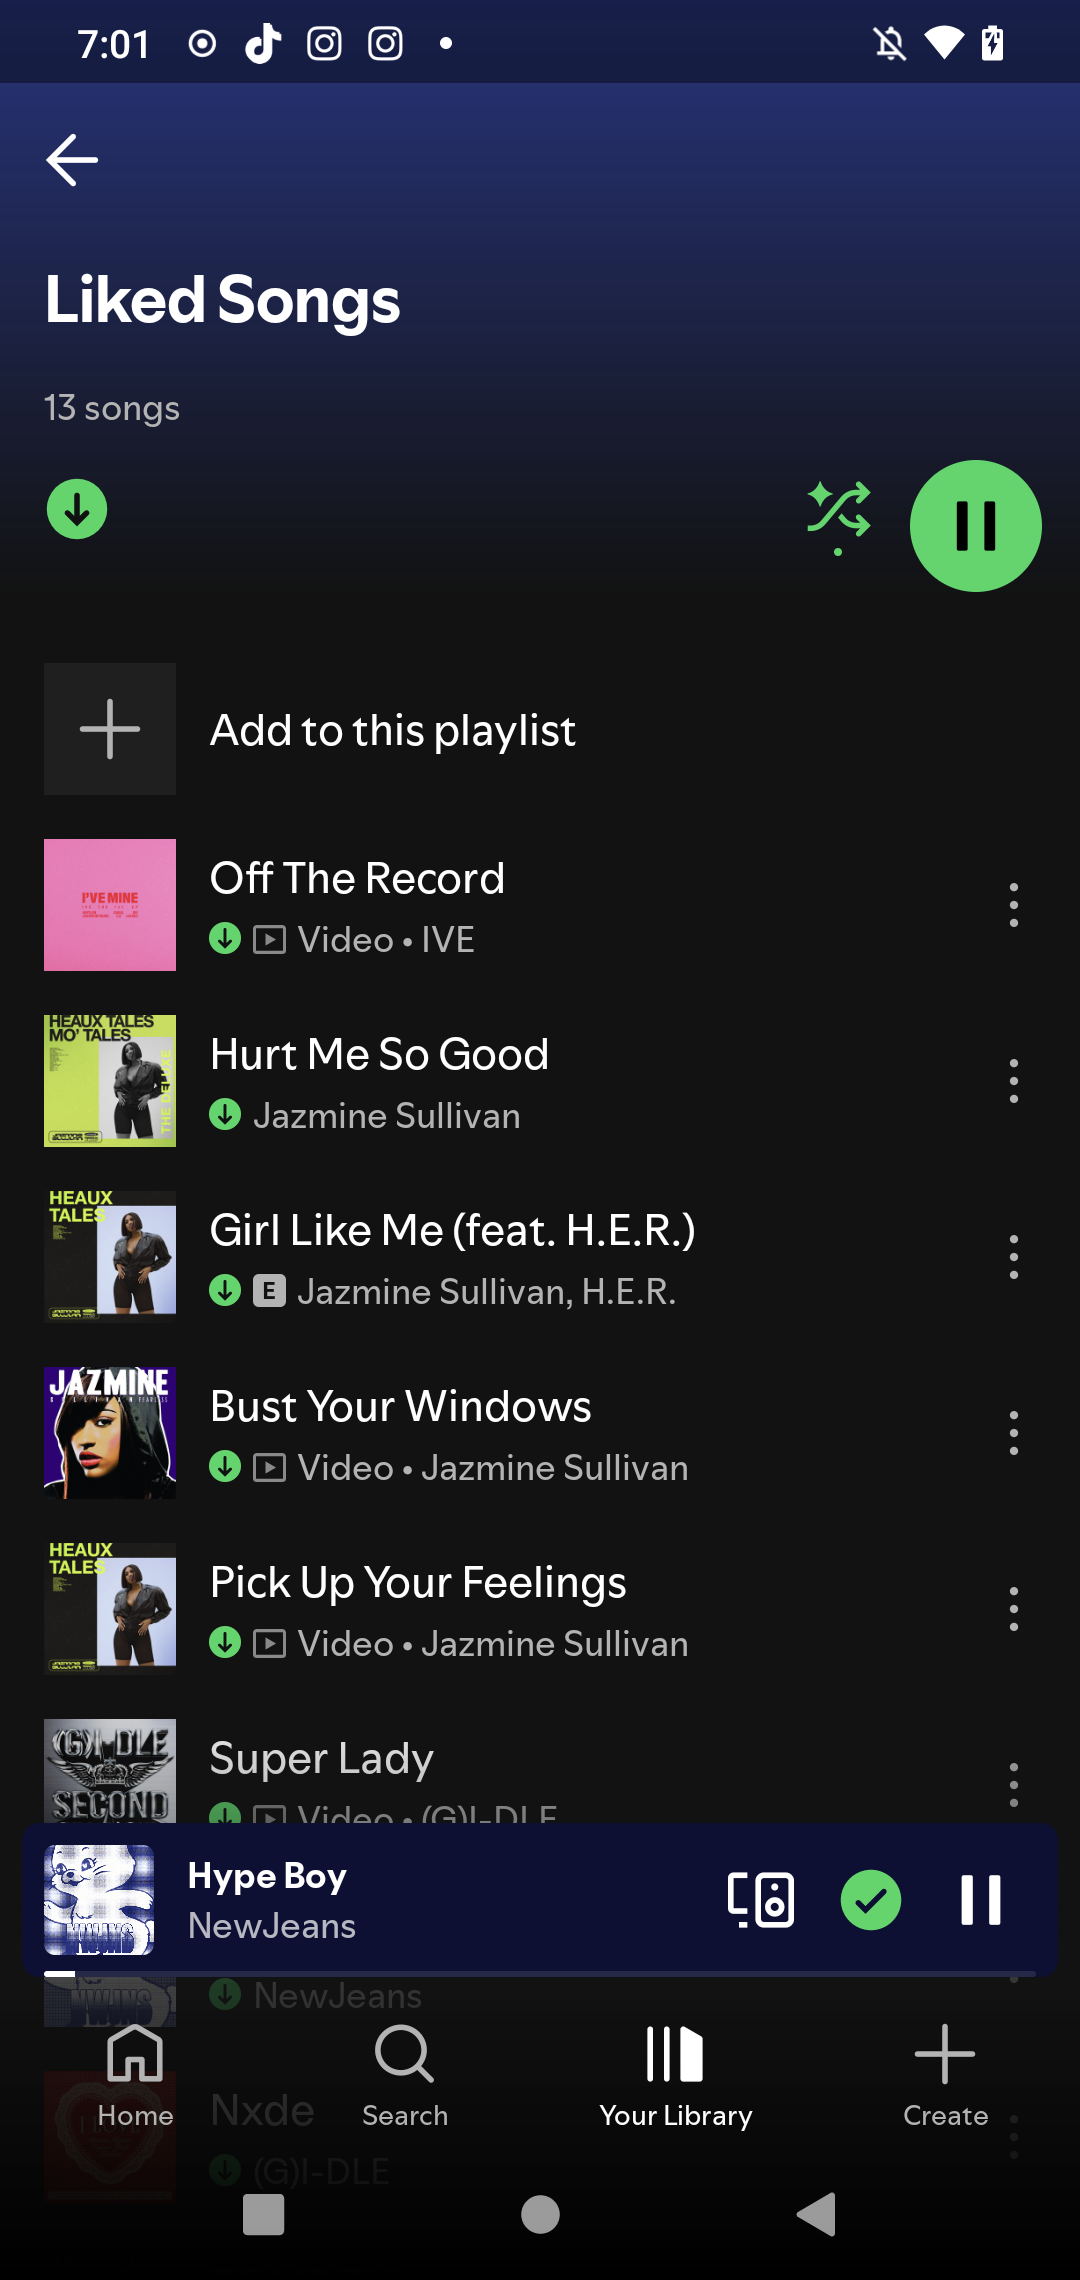 7:01
Liked Songs
13 songs
Add to this playlist
I'VE MINE
Off The Record
Video • IVE
HEAUX TALES
MO' TALES
THE DELUXE
Hurt Me So Good
Jazmine Sullivan
HEAUX
TALES
Girl Like Me (feat. H.E.R.)
E Jazmine Sullivan, H.E.R.
JAZMINE
Bust Your Windows
Video • Jazmine Sullivan
HEAUX
TALES
Pick Up Your Feelings
Video • Jazmine Sullivan
(G)I-DLE
SECOND
Super Lady
Video • (G)I-DLE
Hype Boy
NewJeans
NWJNS
NewJeans
Nxde
(G)I-DLE
Home
Search
Your Library
Create